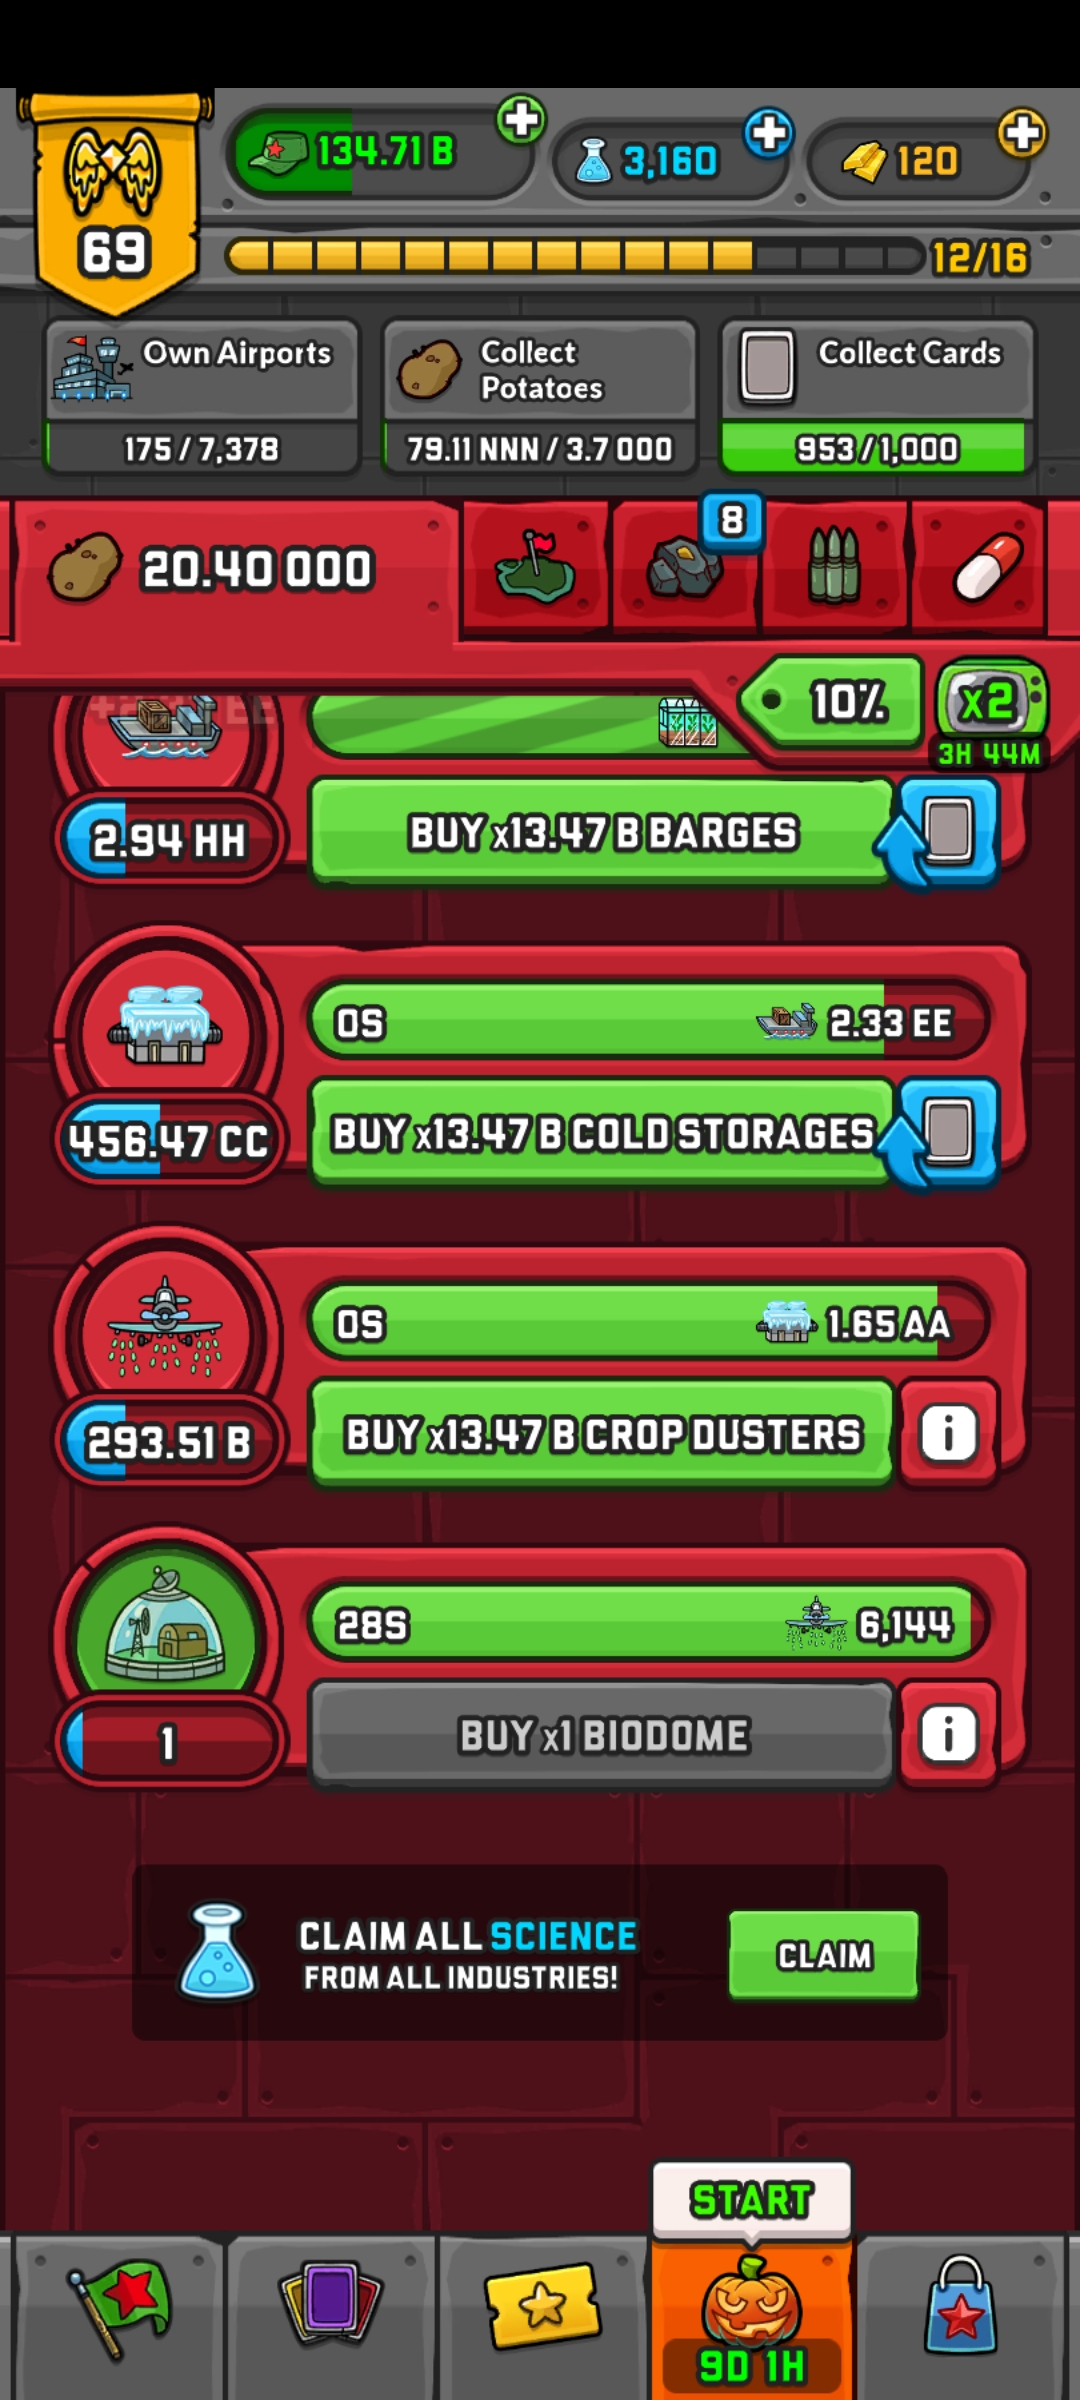 134.71 B
3,160
120
69
12/16
Own Airports
175 / 7,378
Collect
Potatoes
79.11 NNN / 3.7 OOO
Collect Cards
953 / 1,000
20.40 OOO
8
10%
x2
3H 44M
2.94 HH
BUY x13.47 B BARGES
0S
2.33 EE
456.47 CC
BUY x13.47 B COLD STORAGES
0S
1.65 AA
293.51 B
BUY x13.47 B CROP DUSTERS
i
28S
6,144
1
BUY x1 BIODOME
i
CLAIM ALL SCIENCE
FROM ALL INDUSTRIES!
CLAIM
START
9D 1H